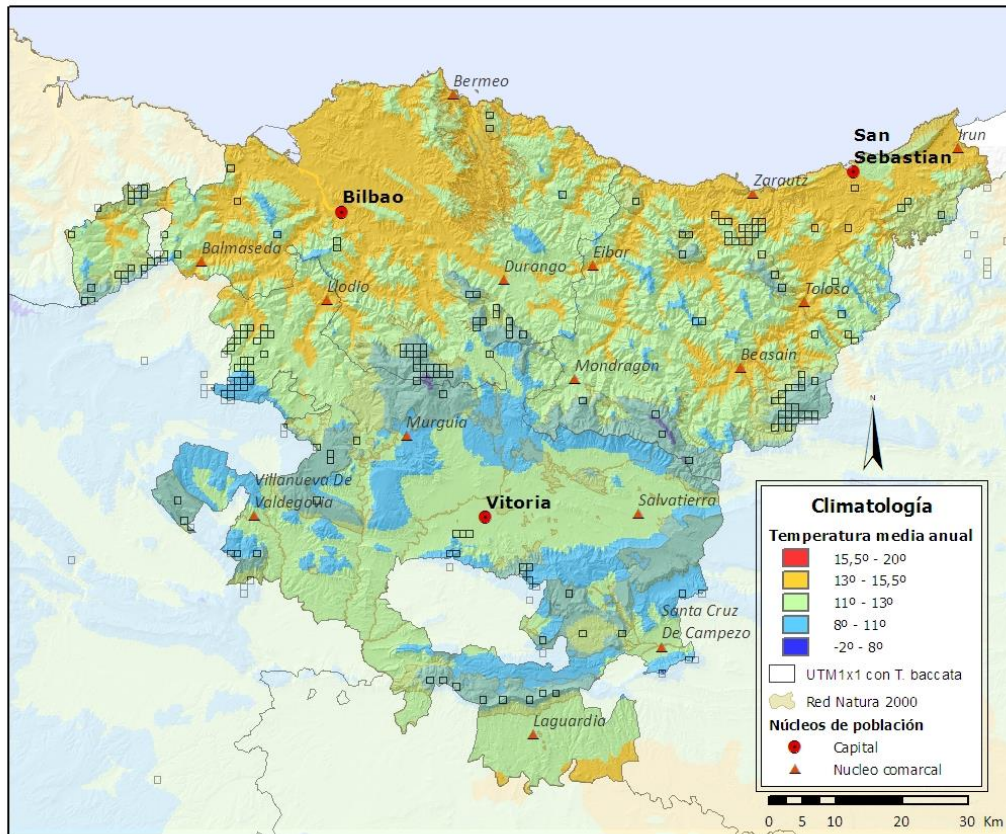 Bermeo
San
Sebastian
Irun
Zarautz
Bilbao
Balmaseda
Durango
Eibar
Llodio
Tolosa
Beasain
Mondragón
Murguia
Villanueva De
Valdegovia
Vitoria
Salvatierra
Santa Cruz
De Campezo
Laguardia
N
Climatología
Temperatura media anual
15,5º - 20º
13º - 15,5º
11º - 13º
8º - 11º
-2º - 8º
UTM1x1 con T. baccata
Red Natura 2000
Núcleos de población
Capital
Nucleo comarcal
0 5 10 20 30 Km